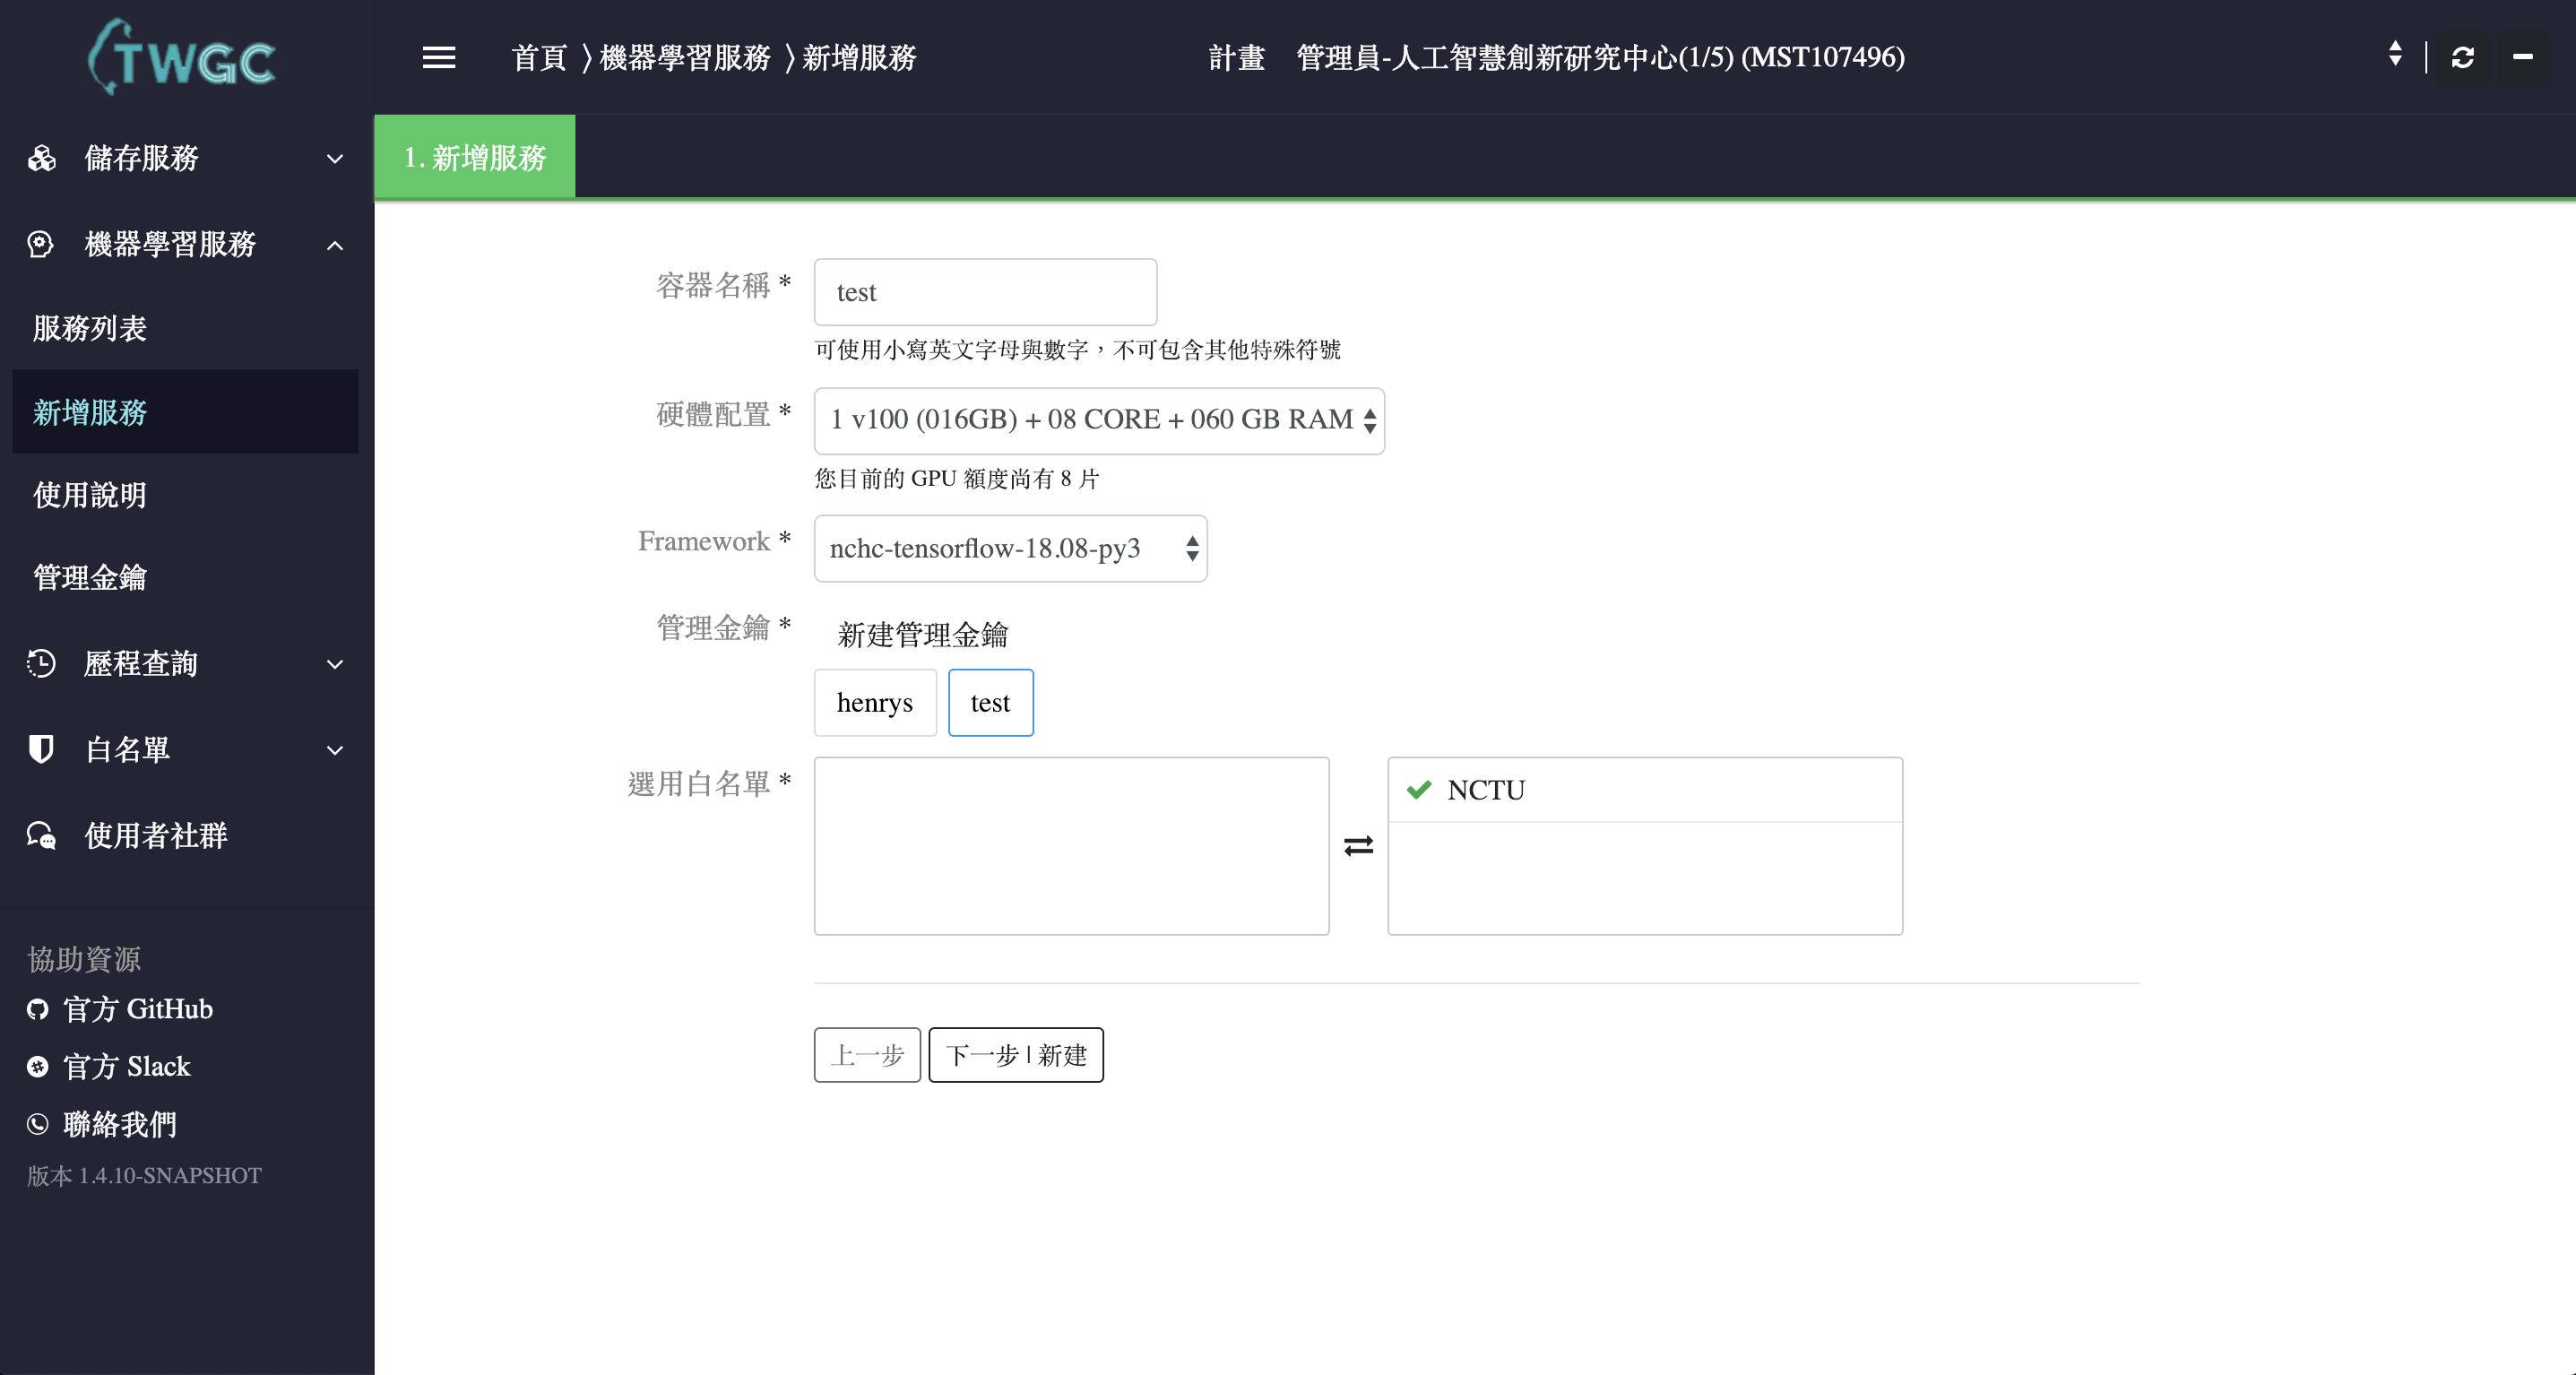 TWGC
首頁 〉機器學習服務 〉新增服務
計畫 管理員-人工智慧創新研究中心(1/5) (MST107496)
儲存服務
機器學習服務
服務列表
新增服務
使用說明
管理金鑰
歷程查詢
白名單
使用者社群
協助資源
官方 GitHub
官方 Slack
聯絡我們
版本 1.4.10-SNAPSHOT
1. 新增服務
容器名稱 * test
可使用小寫英文字母與數字，不可包含其他特殊符號
硬體配置 * 1 v100 (016GB) + 08 CORE + 060 GB RAM
您目前的 GPU 額度尚有 8 片
Framework * nchc-tensorflow-18.08-py3
管理金鑰 * 新建管理金鑰
henrys test
選用白名單 * NCTU
上一步 下一步 | 新建